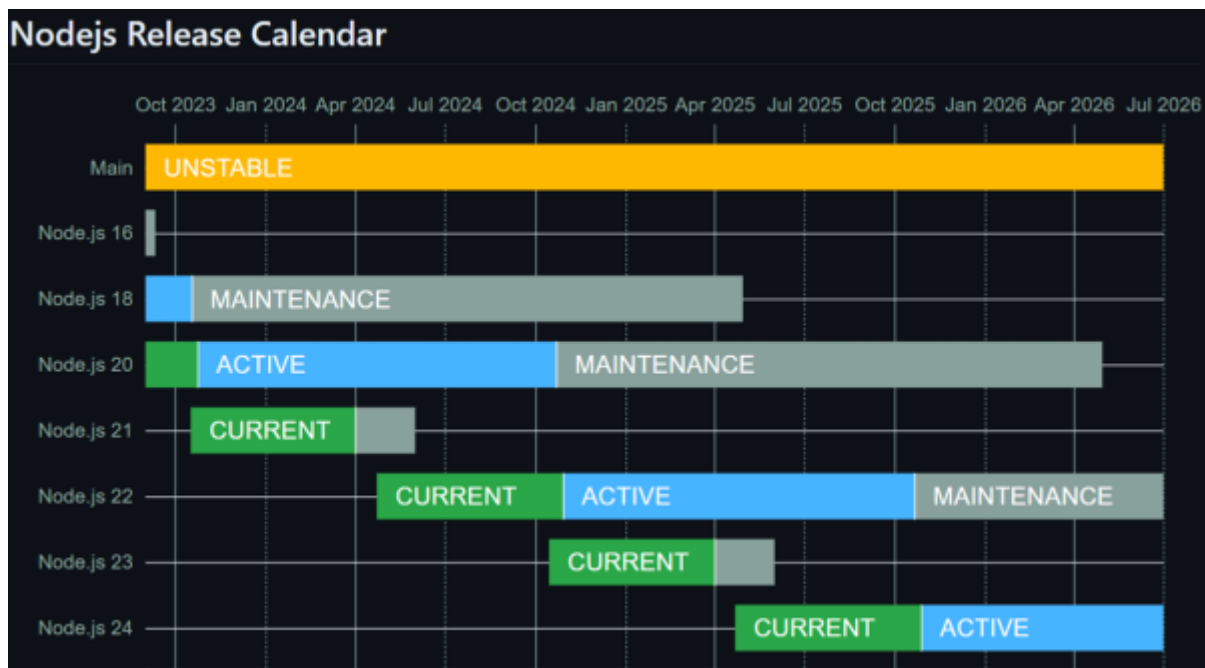 Nodejs Release Calendar
Oct 2023 Jan 2024 Apr 2024 Jul 2024 Oct 2024 Jan 2025 Apr 2025 Jul 2025 Oct 2025 Jan 2026 Apr 2026 Jul 2026
Main UNSTABLE
Node.js 16
Node.js 18 MAINTENANCE
Node.js 20 ACTIVE MAINTENANCE
Node.js 21 CURRENT
Node.js 22 CURRENT ACTIVE MAINTENANCE
Node.js 23 CURRENT
Node.js 24 CURRENT ACTIVE